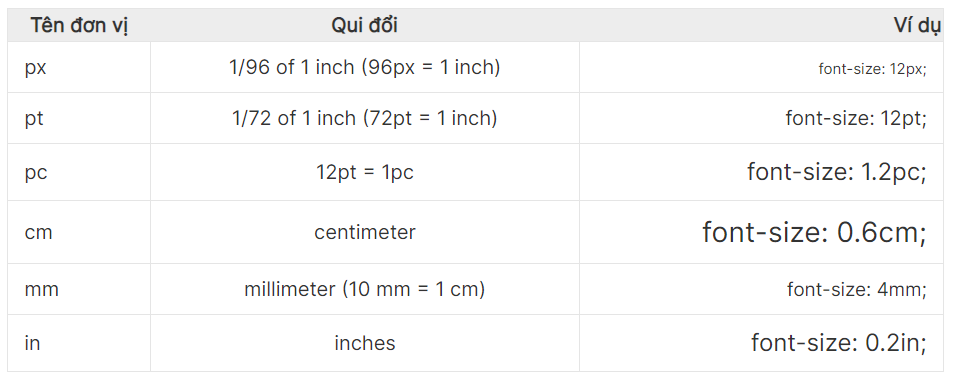 Tên đơn vị Qui đổi Ví dụ
px 1/96 of 1 inch (96px = 1 inch) font-size: 12px;
pt 1/72 of 1 inch (72pt = 1 inch) font-size: 12pt;
pc 12pt = 1pc font-size: 1.2pc;
cm centimeter font-size: 0.6cm;
mm millimeter (10 mm = 1 cm) font-size: 4mm;
in inches font-size: 0.2in;